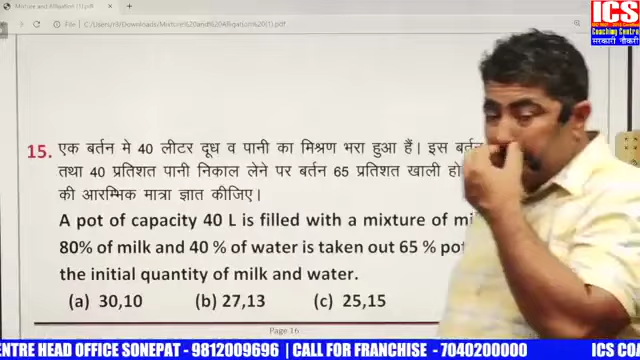 Mixture and Alligation (1).pdf
File | C:/Users/YB/Downloads/Mixture%20and%20Alligation%20(1).pdf
ICS
Coaching Centre
सरकारी नौकरी
15. एक बर्तन मे 40 लीटर दूध व पानी का मिश्रण भरा हुआ हैं। इस बर्तन
तथा 40 प्रतिशत पानी निकाल लेने पर बर्तन 65 प्रतिशत खाली हो
की आरम्भिक मात्रा ज्ञात कीजिए।
A pot of capacity 40 L is filled with a mixture of mi
80% of milk and 40 % of water is taken out 65 % pot
the initial quantity of milk and water.
(a) 30,10 (b) 27,13 (c) 25,15
Page 16
ENTRE HEAD OFFICE SONEPAT - 9812009696 | CALL FOR FRANCHISE - 7040200000 ICS CO